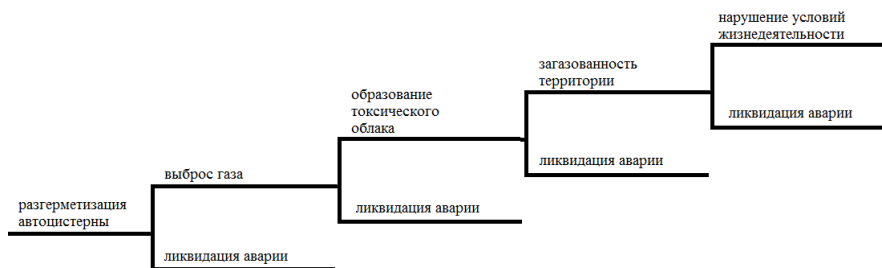 нарушение условий
жизнедеятельности
загазованность
территории
образование
токсического
облака
ликвидация аварии
выброс газа
ликвидация аварии
разгерметизация
автоцистерны
ликвидация аварии
ликвидация аварии